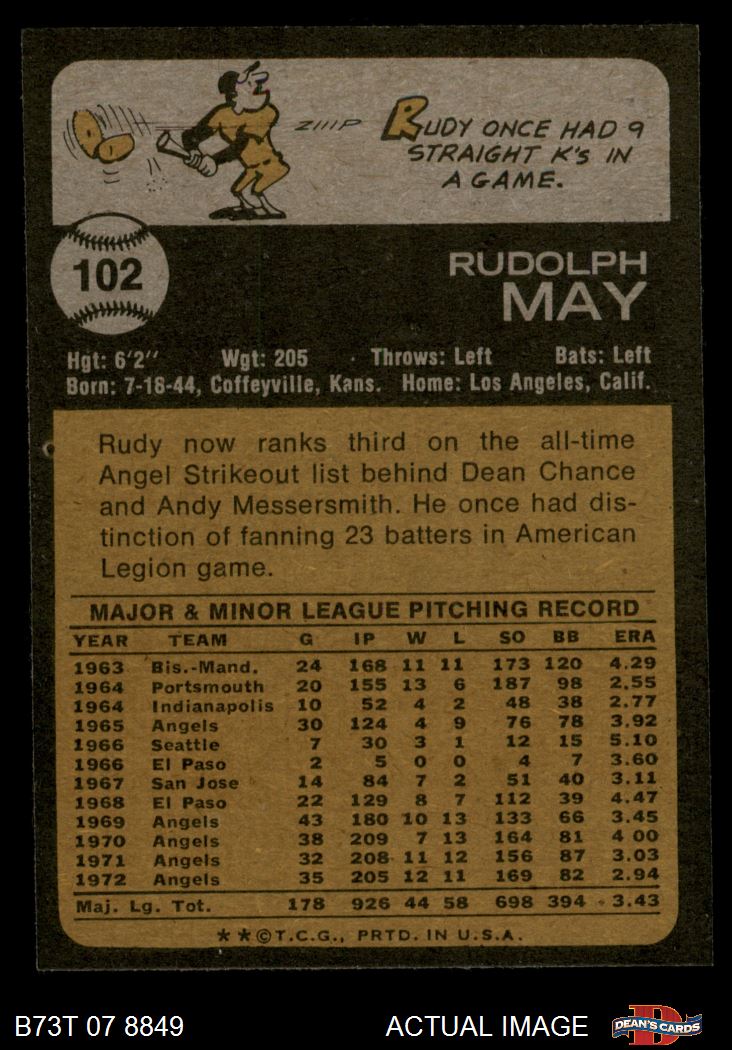 ZIIIP
RUDY ONCE HAD 9
STRAIGHT K'S IN
A GAME.
102
RUDOLPH
MAY
Hgt: 6'2" Wgt: 205 Throws: Left Bats: Left
Born: 7-18-44, Coffeyville, Kans. Home: Los Angeles, Calif.
Rudy now ranks third on the all-time
Angel Strikeout list behind Dean Chance
and Andy Messersmith. He once had dis-
tinction of fanning 23 batters in American
Legion game.
MAJOR & MINOR LEAGUE PITCHING RECORD
YEAR TEAM G IP W L SO BB ERA
1963 Bis.-Mand. 24 168 11 11 173 120 4.29
1964 Portsmouth 20 155 13 6 187 98 2.55
1964 Indianapolis 10 52 4 2 48 38 2.77
1965 Angels 30 124 4 9 76 78 3.92
1966 Seattle 7 30 3 1 12 15 5.10
1966 El Paso 2 5 0 0 4 7 3.60
1967 San Jose 14 84 7 2 51 40 3.11
1968 El Paso 22 129 8 7 112 39 4.47
1969 Angels 43 180 10 13 133 66 3.45
1970 Angels 38 209 7 13 164 81 4 00
1971 Angels 32 208 11 12 156 87 3.03
1972 Angels 35 205 12 11 169 82 2.94
Maj. Lg. Tot. 178 926 44 58 698 394 3.43
★★©T.C.G., PRTD. IN U.S.A.
B73T 07 8849 ACTUAL IMAGE
D
DEAN'S CARDS